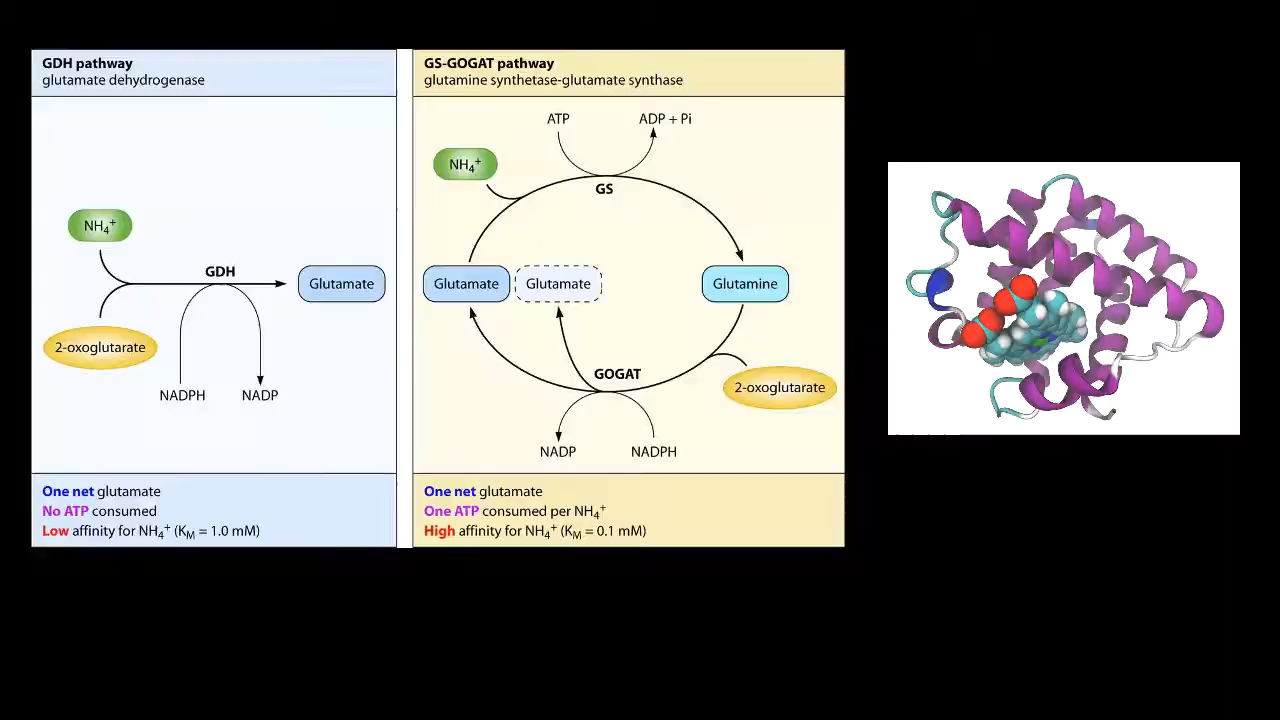 GDH pathway
glutamate dehydrogenase
NH₄⁺
GDH
Glutamate
2-oxoglutarate
NADPH
NADP
One net glutamate
No ATP consumed
Low affinity for NH₄⁺ (K_M = 1.0 mM)
GS-GOGAT pathway
glutamine synthetase-glutamate synthase
ATP
ADP + Pi
NH₄⁺
GS
Glutamate
Glutamate
Glutamine
GOGAT
2-oxoglutarate
NADP
NADPH
One net glutamate
One ATP consumed per NH₄⁺
High affinity for NH₄⁺ (K_M = 0.1 mM)